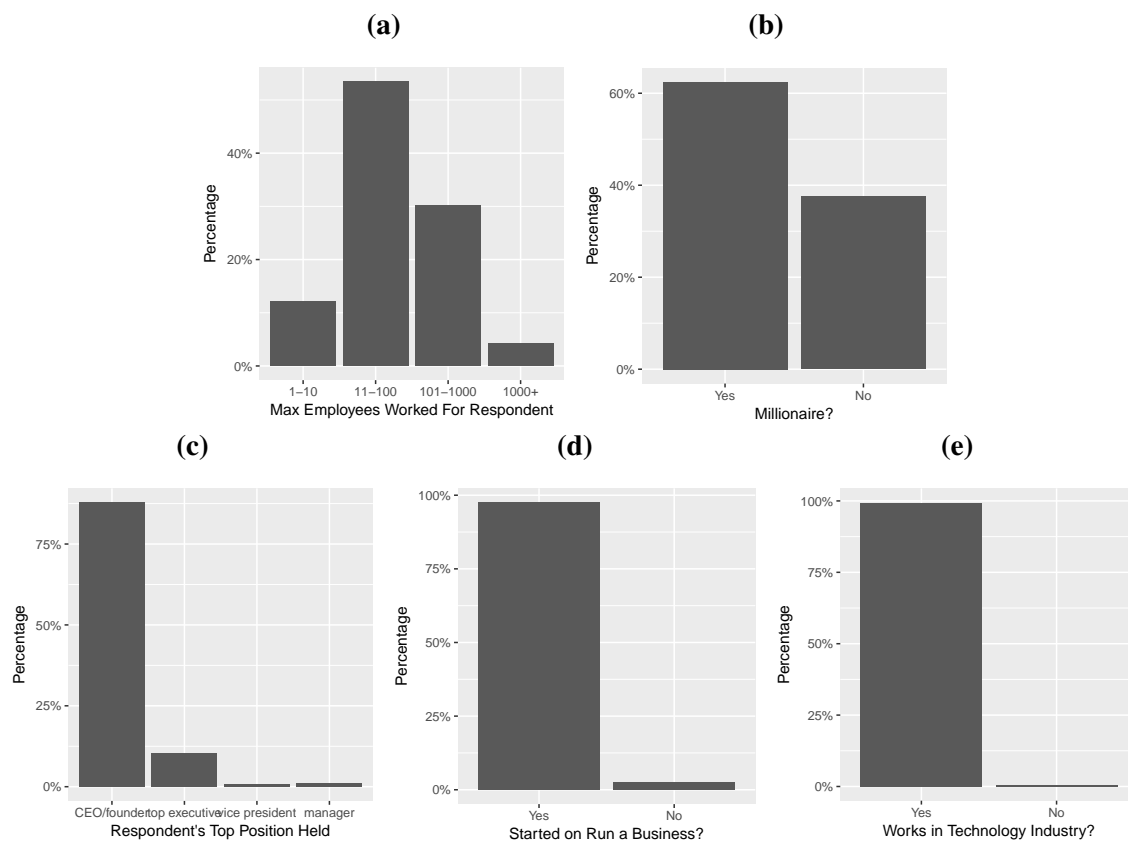 (a)
Percentage
40%
20%
0%
1−10 11−100 101−1000 1000+
Max Employees Worked For Respondent
(b)
Percentage
60%
40%
20%
0%
Yes No
Millionaire?
(c)
Percentage
75%
50%
25%
0%
CEO/founder top executive vice president manager
Respondent's Top Position Held
(d)
Percentage
100%
75%
50%
25%
0%
Yes No
Started on Run a Business?
(e)
Percentage
100%
75%
50%
25%
0%
Yes No
Works in Technology Industry?